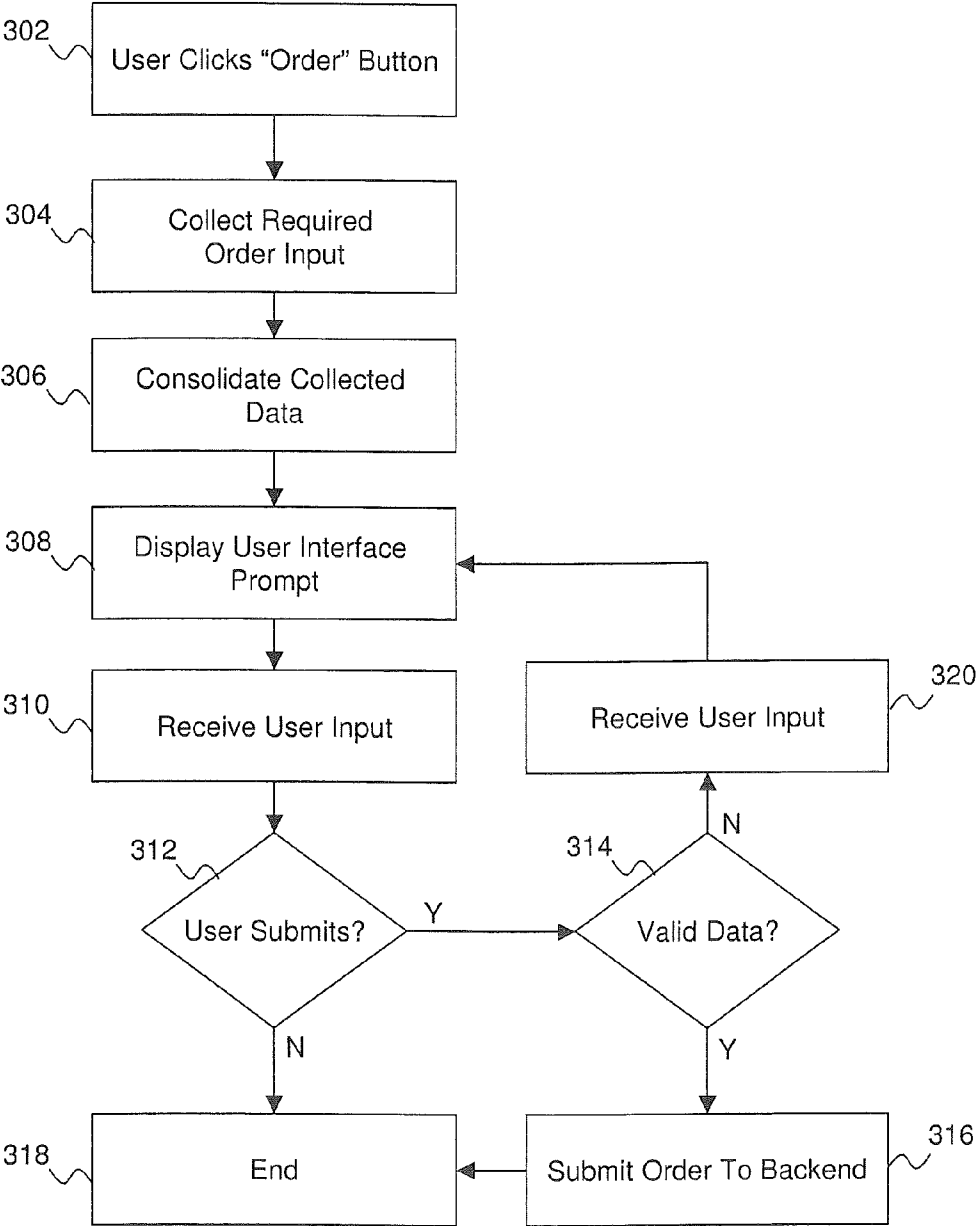 302
User Clicks “Order” Button
304
Collect Required
Order Input
306
Consolidate Collected
Data
308
Display User Interface
Prompt
310
Receive User Input
320
Receive User Input
312
User Submits?
Y
N
314
Valid Data?
N
Y
318
End
316
Submit Order To Backend